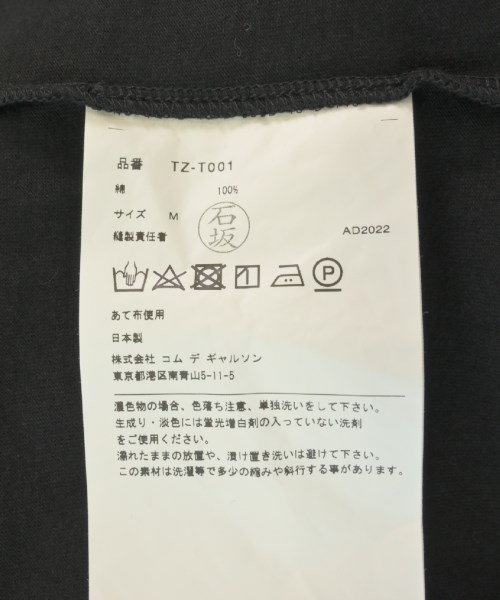 品番 TZ-T001
綿 100%
サイズ M
石坂
縫製責任者 AD2022
あて布使用
日本製
株式会社 コム デ ギャルソン
東京都港区南青山5-11-5
濃色物の場合、色落ち注意、単独洗いをして下さい。
生成り・淡色には蛍光増白剤の入っていない洗剤
をご使用ください。
濡れたままの放置や、漬け置き洗いは避けて下さい。
この素材は洗濯等で多少の縮みや斜行する事があります。